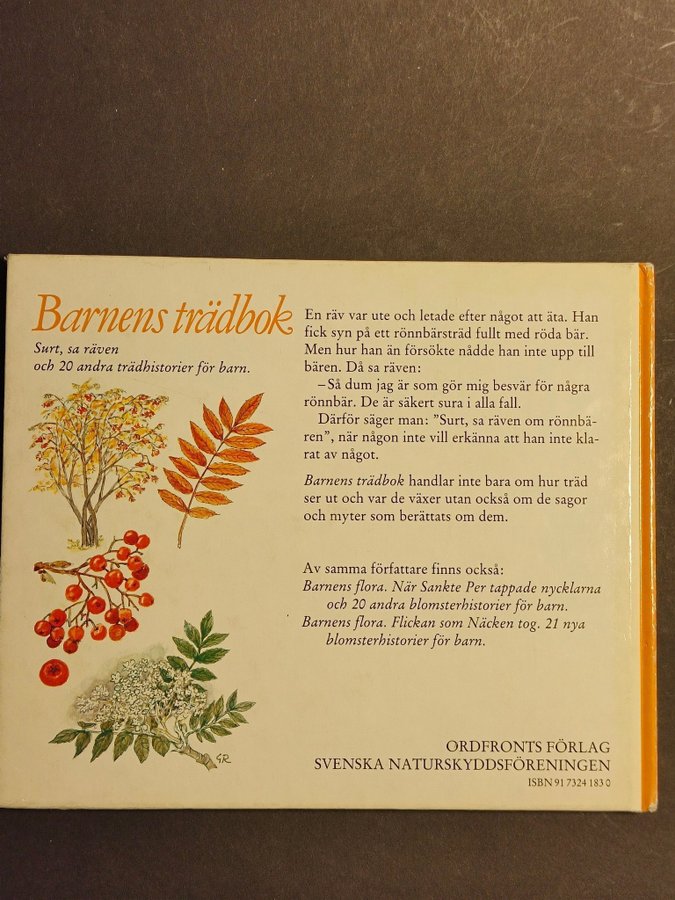 Barnens trädbok
Surt, sa räven
och 20 andra trädhistorier för barn.
En räv var ute och letade efter något att äta. Han
fick syn på ett rönnbärsträd fullt med röda bär.
Men hur han än försökte nådde han inte upp till
bären. Då sa räven:
–Så dum jag är som gör mig besvär för några
rönnbär. De är säkert sura i alla fall.
Därför säger man: ”Surt, sa räven om rönnbä-
ren”, när någon inte vill erkänna att han inte kla-
rat av något.
Barnens trädbok handlar inte bara om hur träd
ser ut och var de växer utan också om de sagor
och myter som berättats om dem.
Av samma författare finns också:
Barnens flora. När Sankte Per tappade nycklarna
och 20 andra blomsterhistorier för barn.
Barnens flora. Flickan som Näcken tog. 21 nya
blomsterhistorier för barn.
GR
ORDFRONTS FÖRLAG
SVENSKA NATURSKYDDSFÖRENINGEN
ISBN 91 7324 183 0